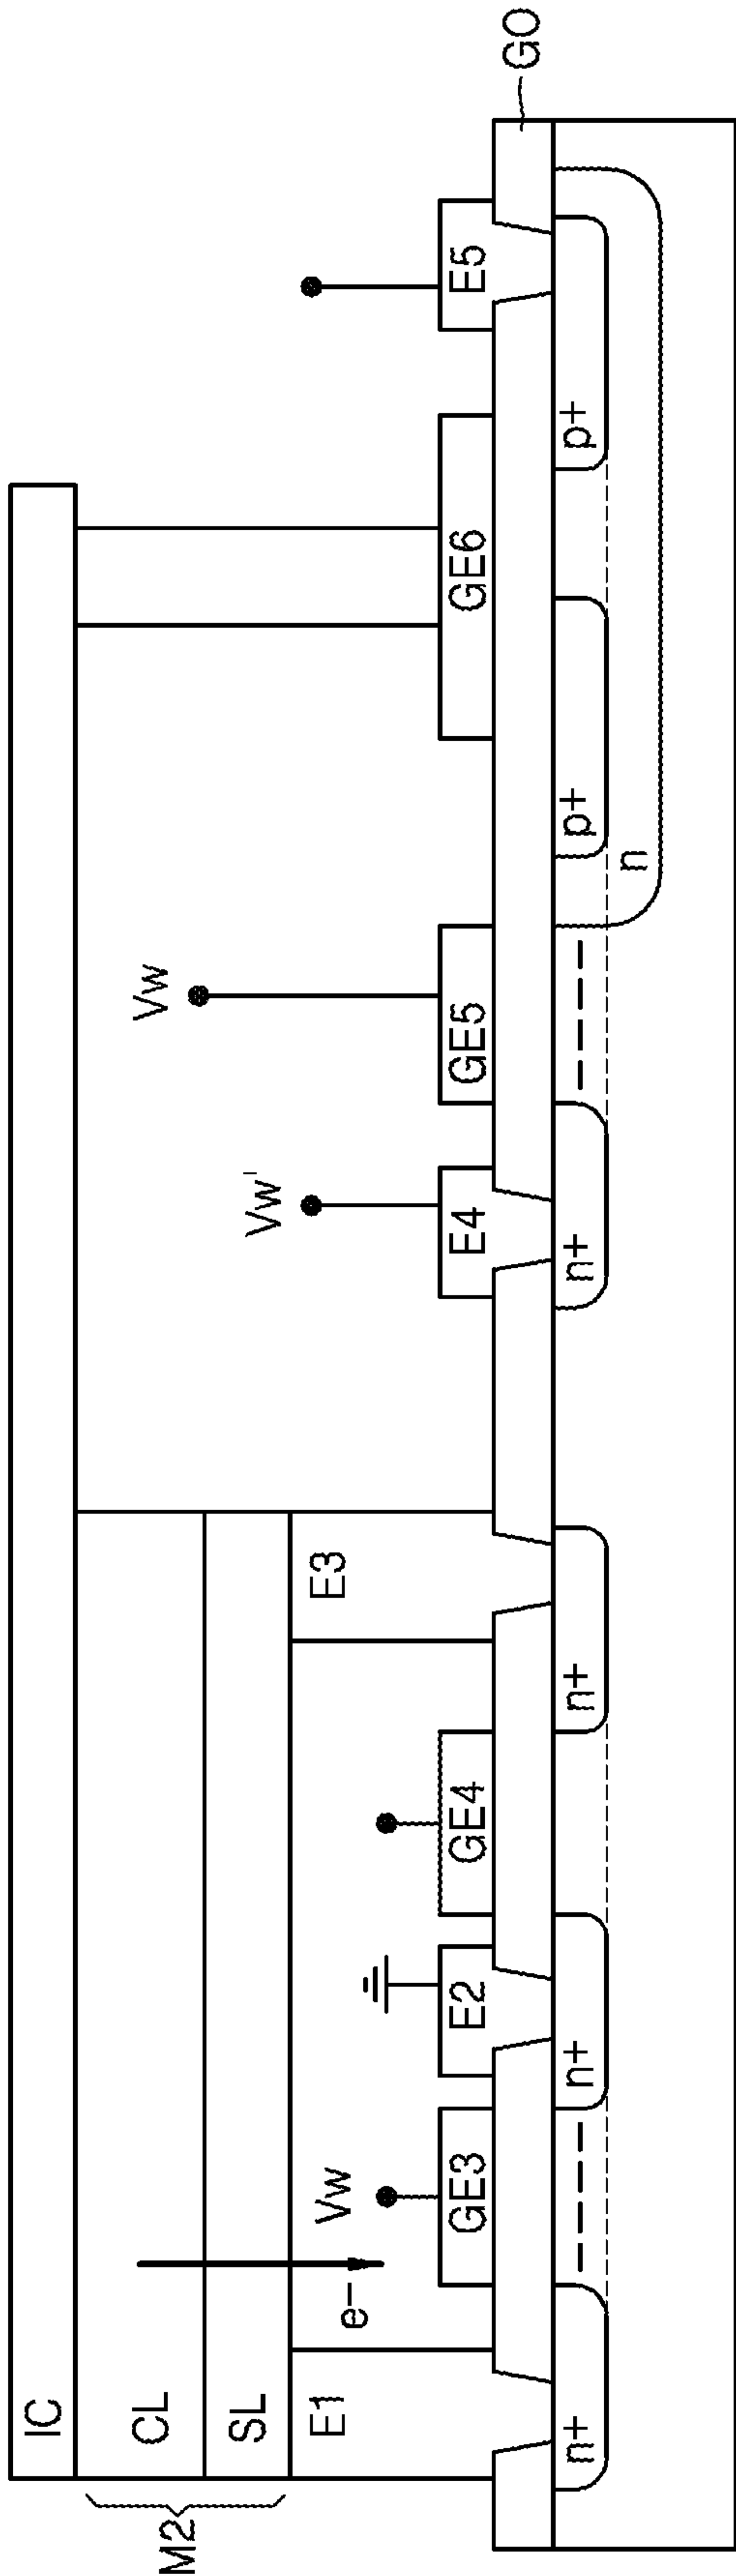 IC
M2
CL
SL
E1
E3
e−
Vw
Vw'
Vw
GE3
E2
GE4
E4
GE5
GE6
E5
GO
n+
n+
n+
n+
p+
p+
n